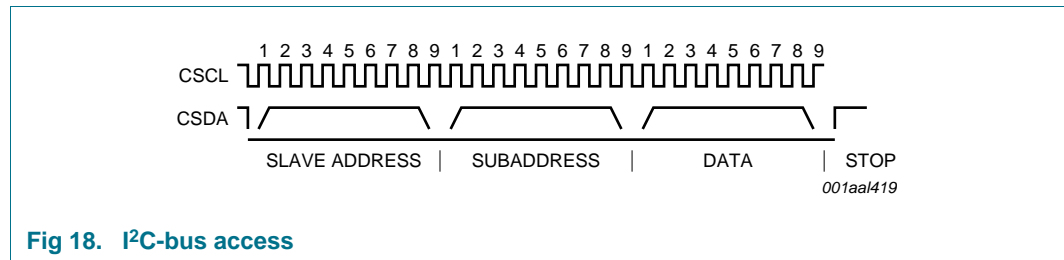 1 2 3 4 5 6 7 8 9 1 2 3 4 5 6 7 8 9 1 2 3 4 5 6 7 8 9
CSCL
CSDA
SLAVE ADDRESS | SUBADDRESS | DATA | STOP
001aal419
Fig 18. I²C-bus access